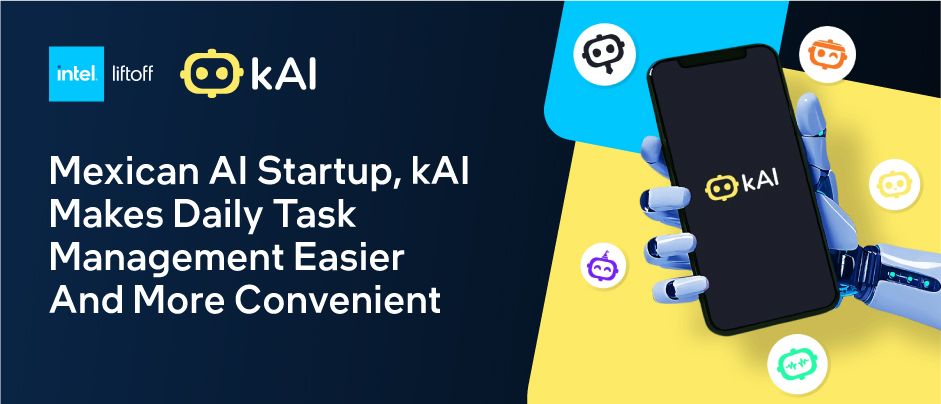 intel. liftoff
kAI
Mexican AI Startup, kAI
Makes Daily Task
Management Easier
And More Convenient
kAI